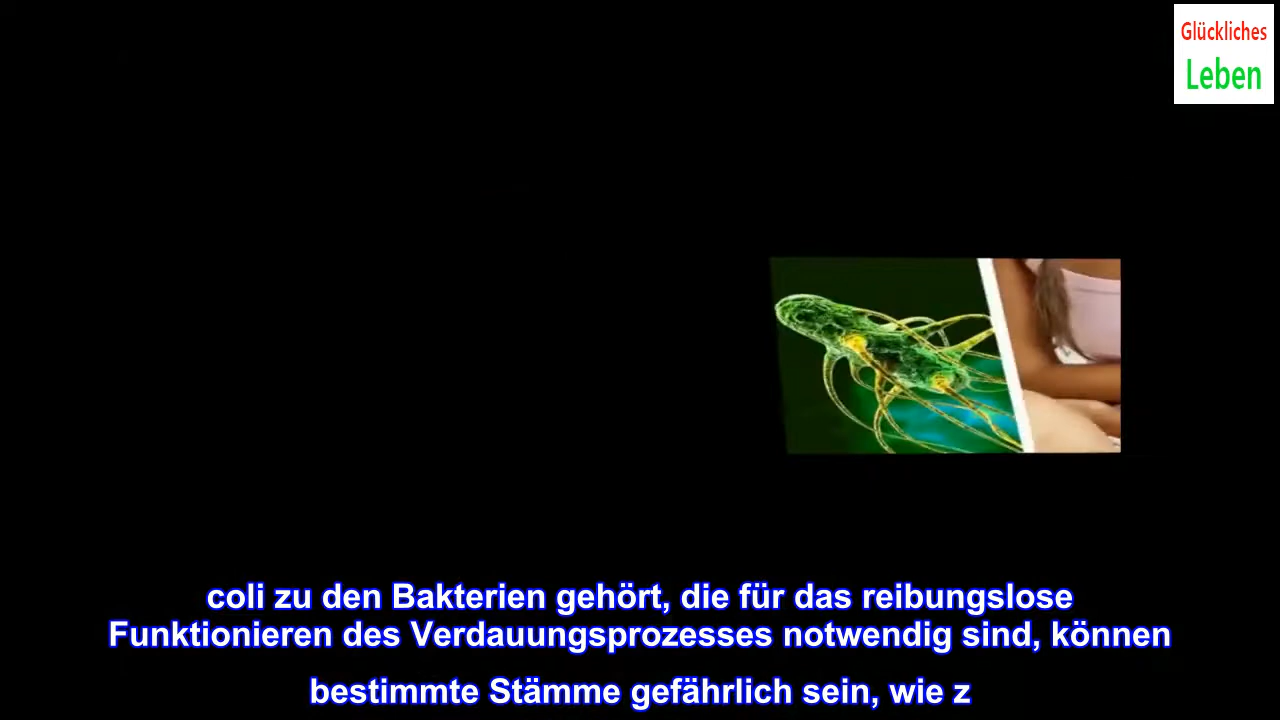 Glückliches
Leben
coli zu den Bakterien gehört, die für das reibungslose
Funktionieren des Verdauungsprozesses notwendig sind, können
bestimmte Stämme gefährlich sein, wie z